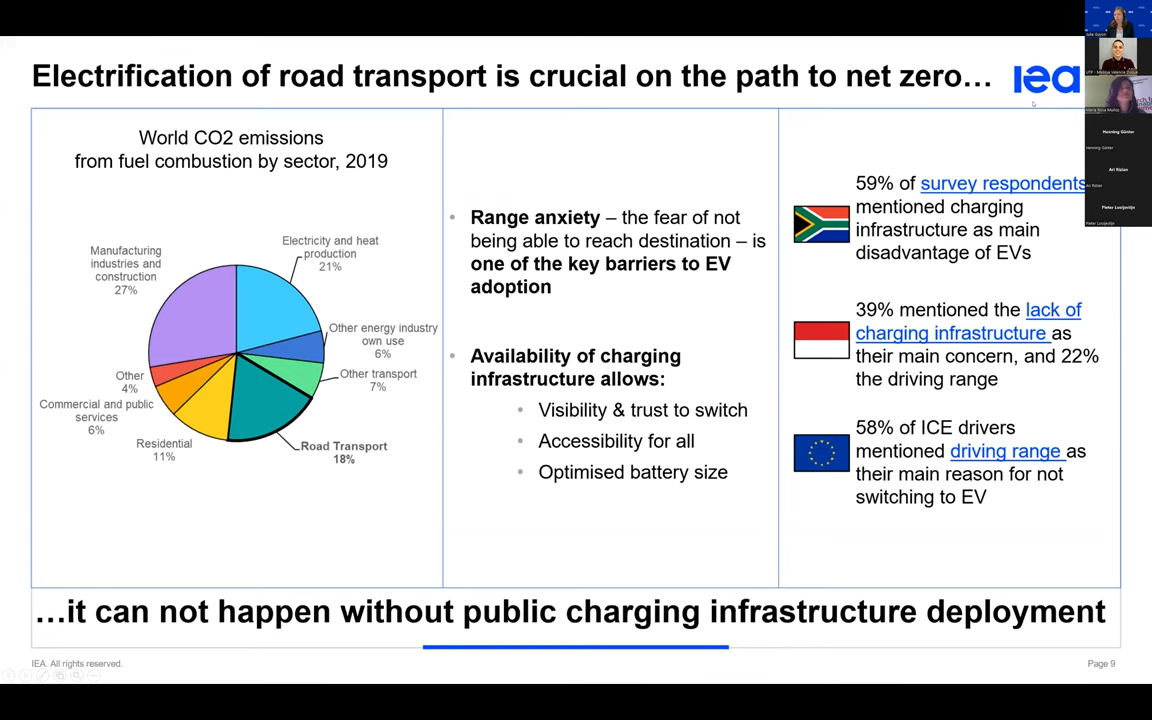 Electrification of road transport is crucial on the path to net zero…
iea
World CO2 emissions
from fuel combustion by sector, 2019
Manufacturing
industries and
construction
27%
Electricity and heat
production
21%
Other energy industry
own use
6%
Other transport
7%
Other
4%
Commercial and public
services
6%
Residential
11%
Road Transport
18%
• Range anxiety – the fear of not
being able to reach destination – is
one of the key barriers to EV
adoption
• Availability of charging
infrastructure allows:
• Visibility & trust to switch
• Accessibility for all
• Optimised battery size
59% of survey respondents
mentioned charging
infrastructure as main
disadvantage of EVs
39% mentioned the lack of
charging infrastructure as
their main concern, and 22%
the driving range
58% of ICE drivers
mentioned driving range as
their main reason for not
switching to EV
…it can not happen without public charging infrastructure deployment
IEA. All rights reserved.
Page 9
Henning Günter
Ari Rizian
Pieter Looijestijn